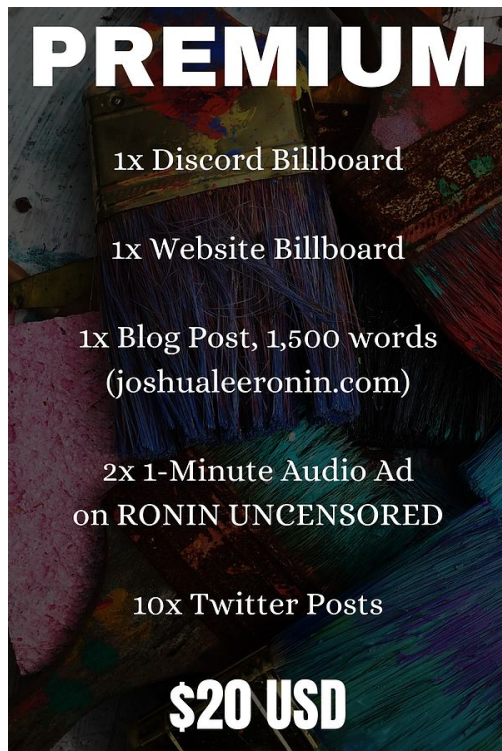 PREMIUM
1x Discord Billboard
1x Website Billboard
1x Blog Post, 1,500 words
(joshualeeronin.com)
2x 1-Minute Audio Ad
on RONIN UNCENSORED
10x Twitter Posts
$20 USD